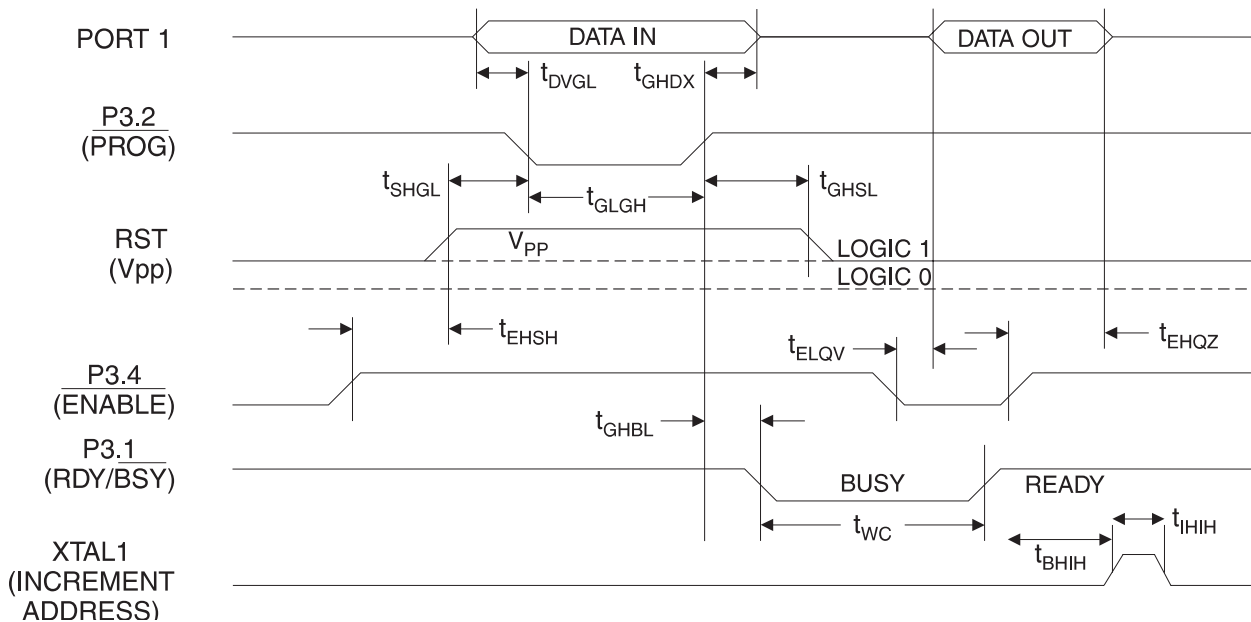 PORT 1
DATA IN
DATA OUT
tDVGL
tGHDX
P3.2
(PROG)
tSHGL
tGLGH
tGHSL
RST
(Vpp)
VPP
LOGIC 1
LOGIC 0
tEHSH
tELQV
tEHQZ
P3.4
(ENABLE)
tGHBL
P3.1
(RDY/BSY)
BUSY
READY
tWC
tIHIH
tBHIH
XTAL1
(INCREMENT
ADDRESS)